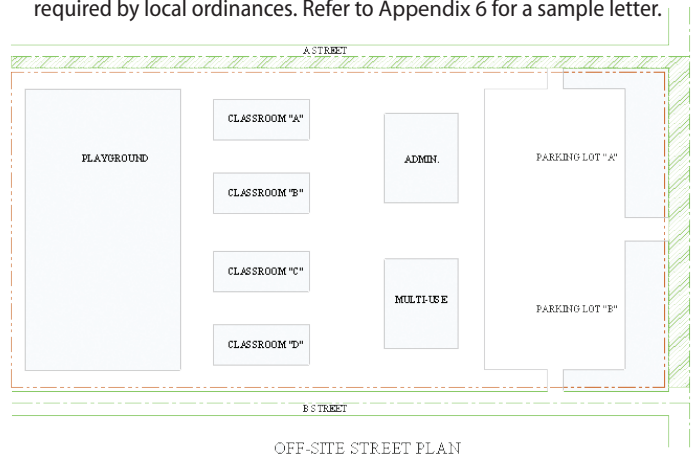 required by local ordinances. Refer to Appendix 6 for a sample letter.
A STREET
CLASSROOM "A"
PLAYGROUND
ADMIN.
PARKING LOT "A"
CLASSROOM "B"
CLASSROOM "C"
MULTI-USE
PARKING LOT "B"
CLASSROOM "D"
B STREET
OFF-SITE STREET PLAN